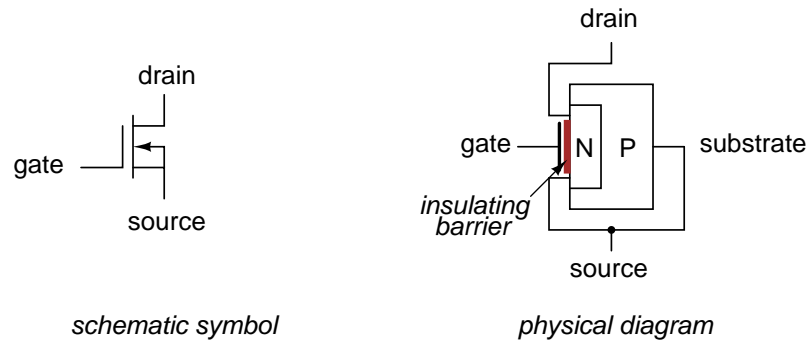 drain
gate
source
schematic symbol
drain
gate
N
P
substrate
insulating
barrier
source
physical diagram